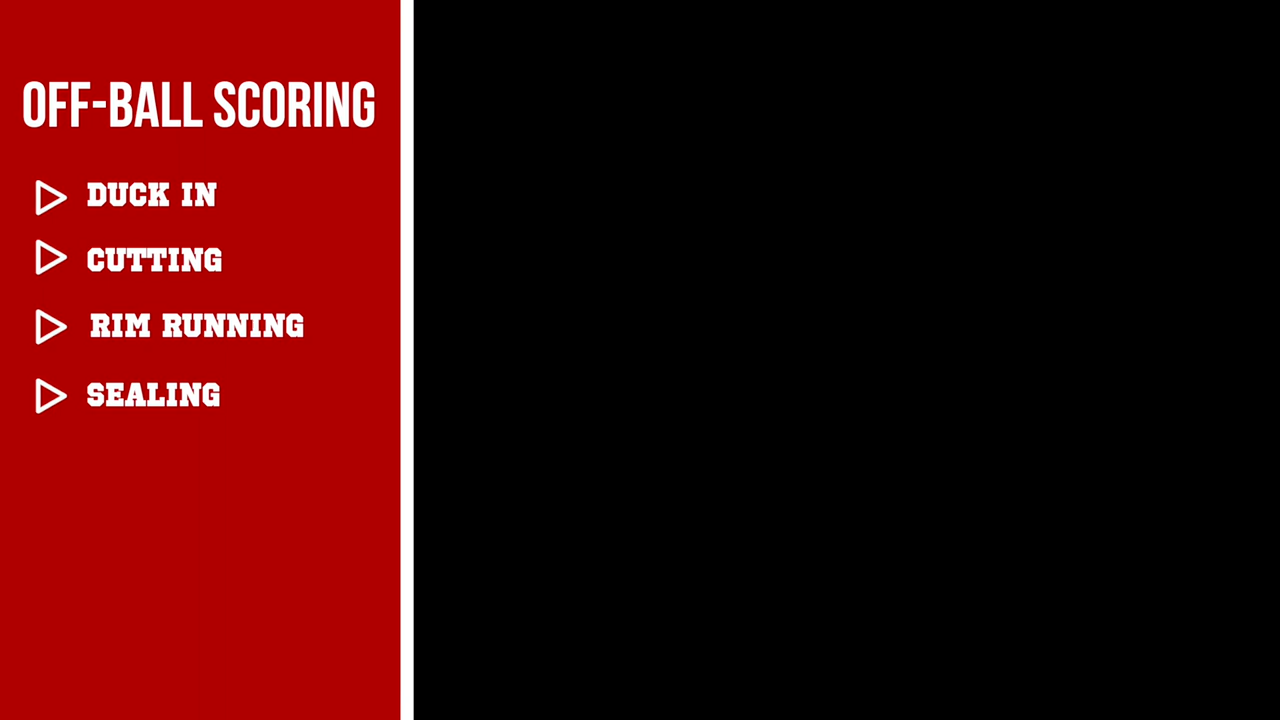 OFF-BALL SCORING
DUCK IN
CUTTING
RIM RUNNING
SEALING